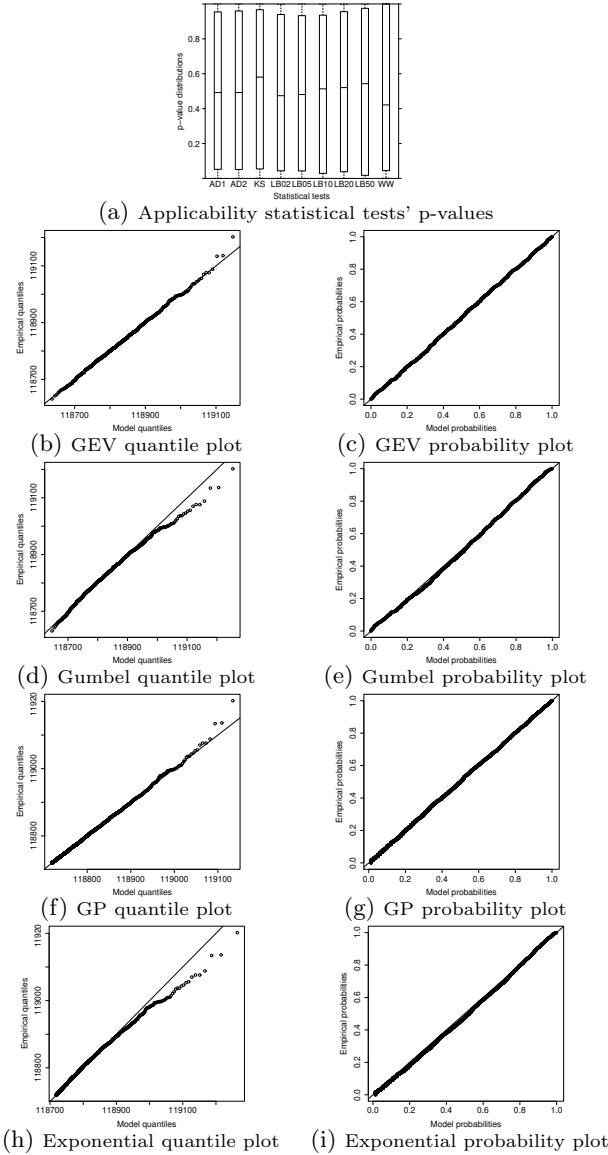 p-value distributions
0.2 0.4 0.6 0.8
AD1 AD2 KS LB02 LB05 LB10 LB20 LB50 WW
Statistical tests
(a) Applicability statistical tests' p-values
Empirical quantiles
118700 118900 119100
118700 118900 119100
Model quantiles
(b) GEV quantile plot
Empirical probabilities
0.0 0.2 0.4 0.6 0.8 1.0
0.0 0.2 0.4 0.6 0.8 1.0
Model probabilities
(c) GEV probability plot
Empirical quantiles
118700 118900 119100
118700 118900 119100
Model quantiles
(d) Gumbel quantile plot
Empirical probabilities
0.0 0.2 0.4 0.6 0.8 1.0
0.0 0.2 0.4 0.6 0.8 1.0
Model probabilities
(e) Gumbel probability plot
Empirical quantiles
118800 119000 11920
118800 118900 119000 119100
Model quantiles
(f) GP quantile plot
Empirical probabilities
0.0 0.2 0.4 0.6 0.8 1.0
0.0 0.2 0.4 0.6 0.8 1.0
Model probabilities
(g) GP probability plot
Empirical quantiles
118800 119000 11920
118700 118900 119100
Model quantiles
(h) Exponential quantile plot
Empirical probabilities
0.0 0.2 0.4 0.6 0.8 1.0
0.0 0.2 0.4 0.6 0.8 1.0
Model probabilities
(i) Exponential probability plot